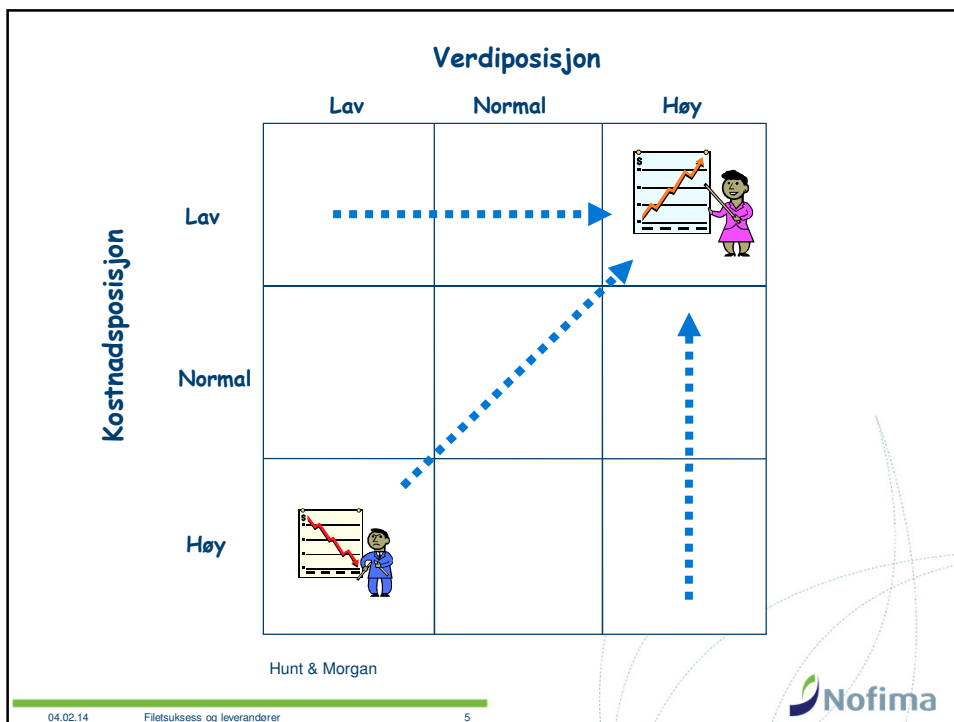 Verdiposisjon
Lav Normal Høy
Kostnadsposisjon
Lav
$
Normal
Høy
$
Hunt & Morgan
04.02.14 Filetsuksess og leverandører 5
Nofima